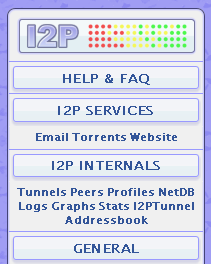 I2P
HELP & FAQ
I2P SERVICES
Email Torrents Website
I2P INTERNALS
Tunnels Peers Profiles NetDB
Logs Graphs Stats I2PTunnel
Addressbook
GENERAL